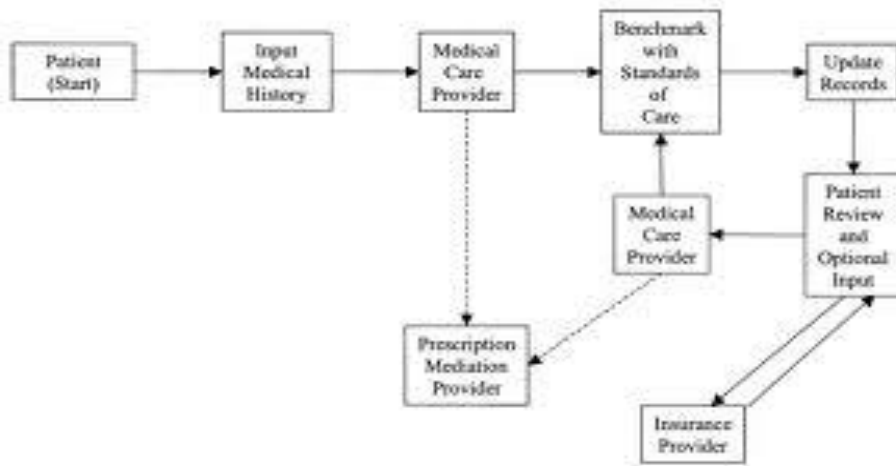 Patient
(Start)
Input
Medical
History
Medical
Care
Provider
Benchmark
with
Standards
of
Care
Update
Records
Patient
Review
and
Optional
Input
Medical
Care
Provider
Prescription
Mediation
Provider
Insurance
Provider